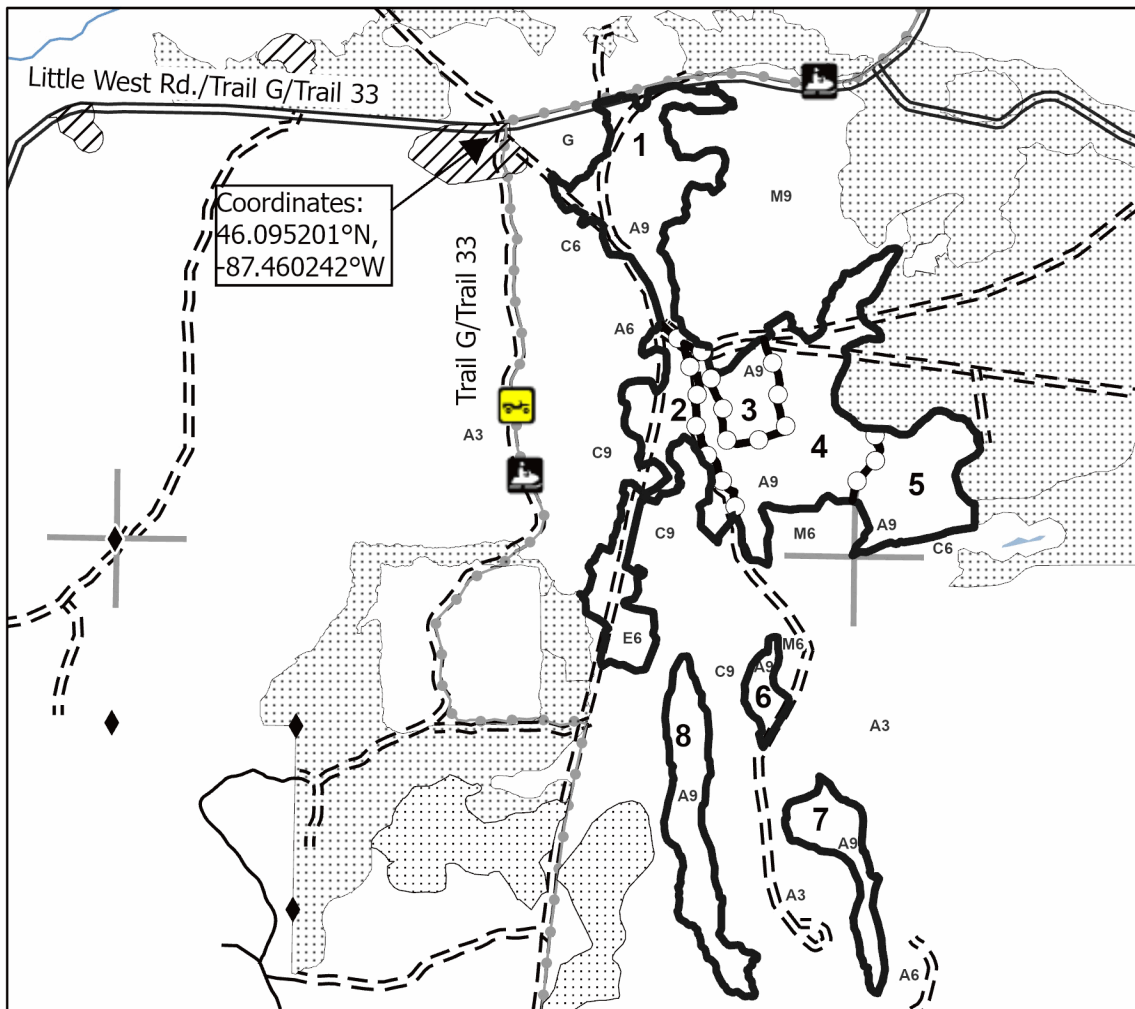 Little West Rd./Trail G/Trail 33
G
1
M9
Coordinates:
46.095201°N,
-87.460242°W
A9
C6
Trail G/Trail 33
A6
A9
2
3
A3
4
C9
A9
5
C9
M6
A9
C6
E6
M6
C9
A9
6
8
A3
A9
7
A9
A3
A6